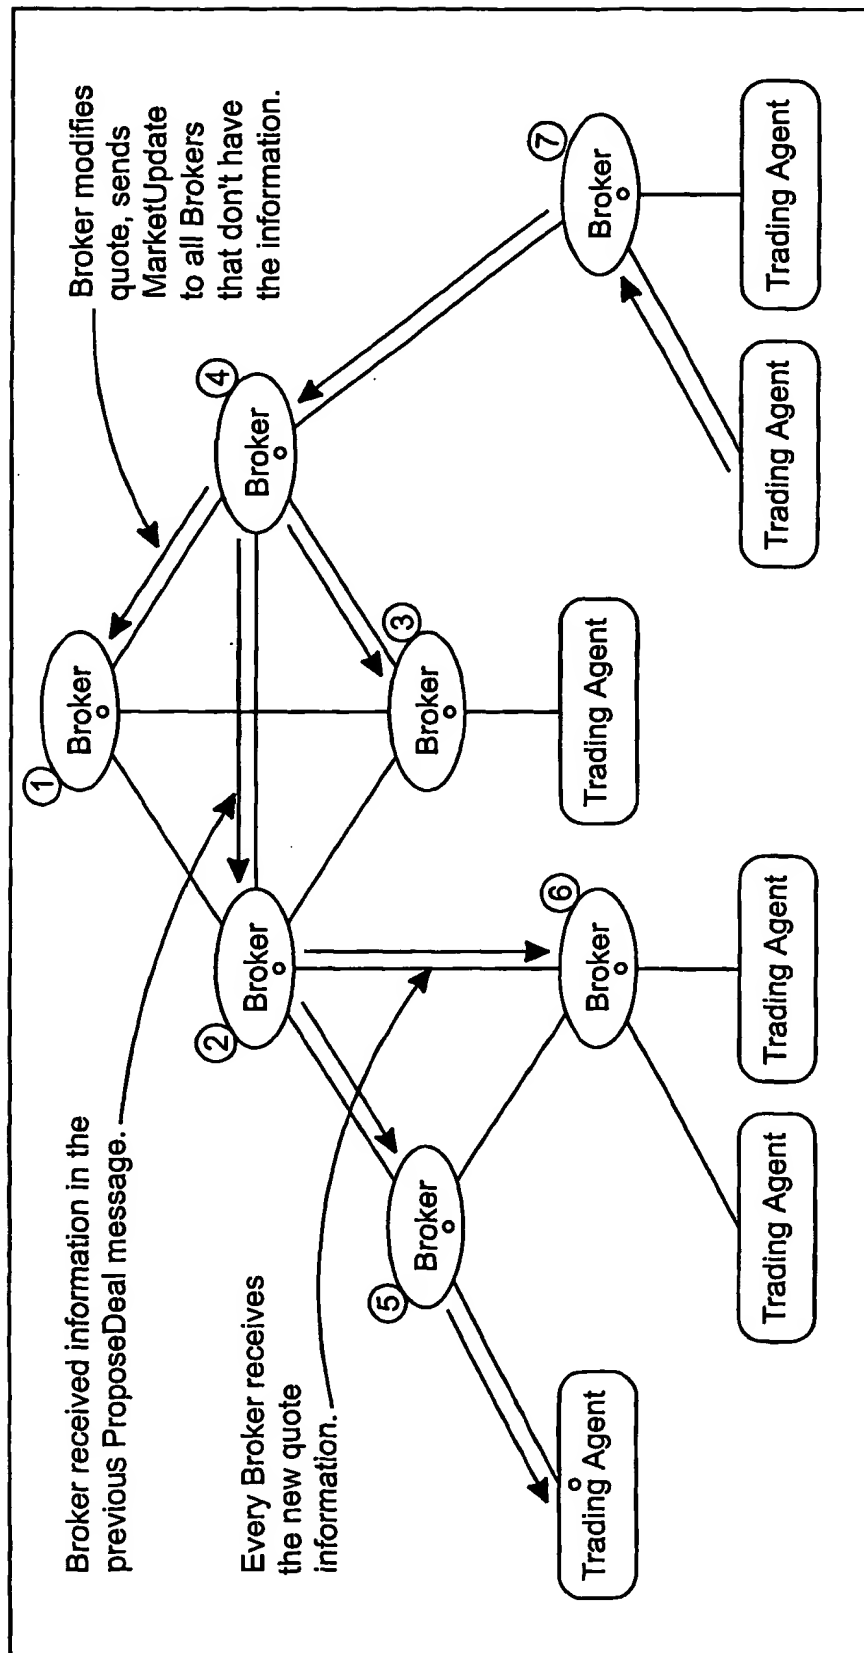 Broker received information in the
previous ProposeDeal message.
Broker modifies
quote, sends
MarketUpdate
to all Brokers
that don't have
the information.
Every Broker receives
the new quote
information.
1
Broker
2
Broker
4
Broker
5
Broker
3
Broker
6
Broker
7
Broker
Trading Agent
Trading Agent
Trading Agent
Trading Agent
Trading Agent
Trading Agent